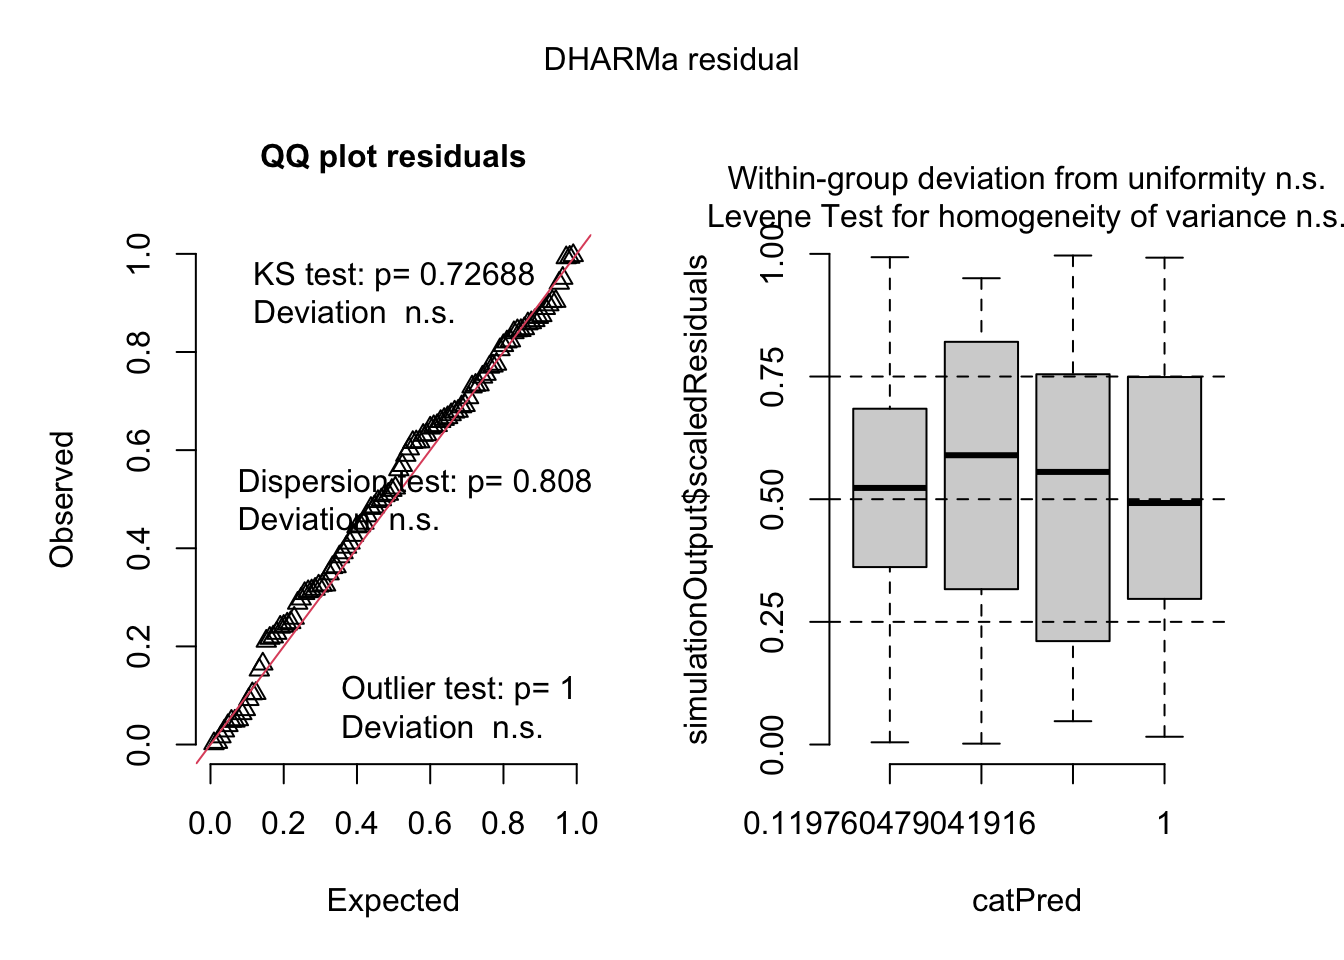 DHARMa residual
QQ plot residuals
KS test: p= 0.72688
Deviation  n.s.
Dispersion test: p= 0.808
Deviation  n.s.
Outlier test: p= 1
Deviation  n.s.
Observed
0.0 0.2 0.4 0.6 0.8 1.0
0.0 0.2 0.4 0.6 0.8 1.0
Expected
Within-group deviation from uniformity n.s.
Levene Test for homogeneity of variance n.s.
simulationOutput$scaledResiduals
0.00 0.25 0.50 0.75 1.00
0.119760479041916 1
catPred